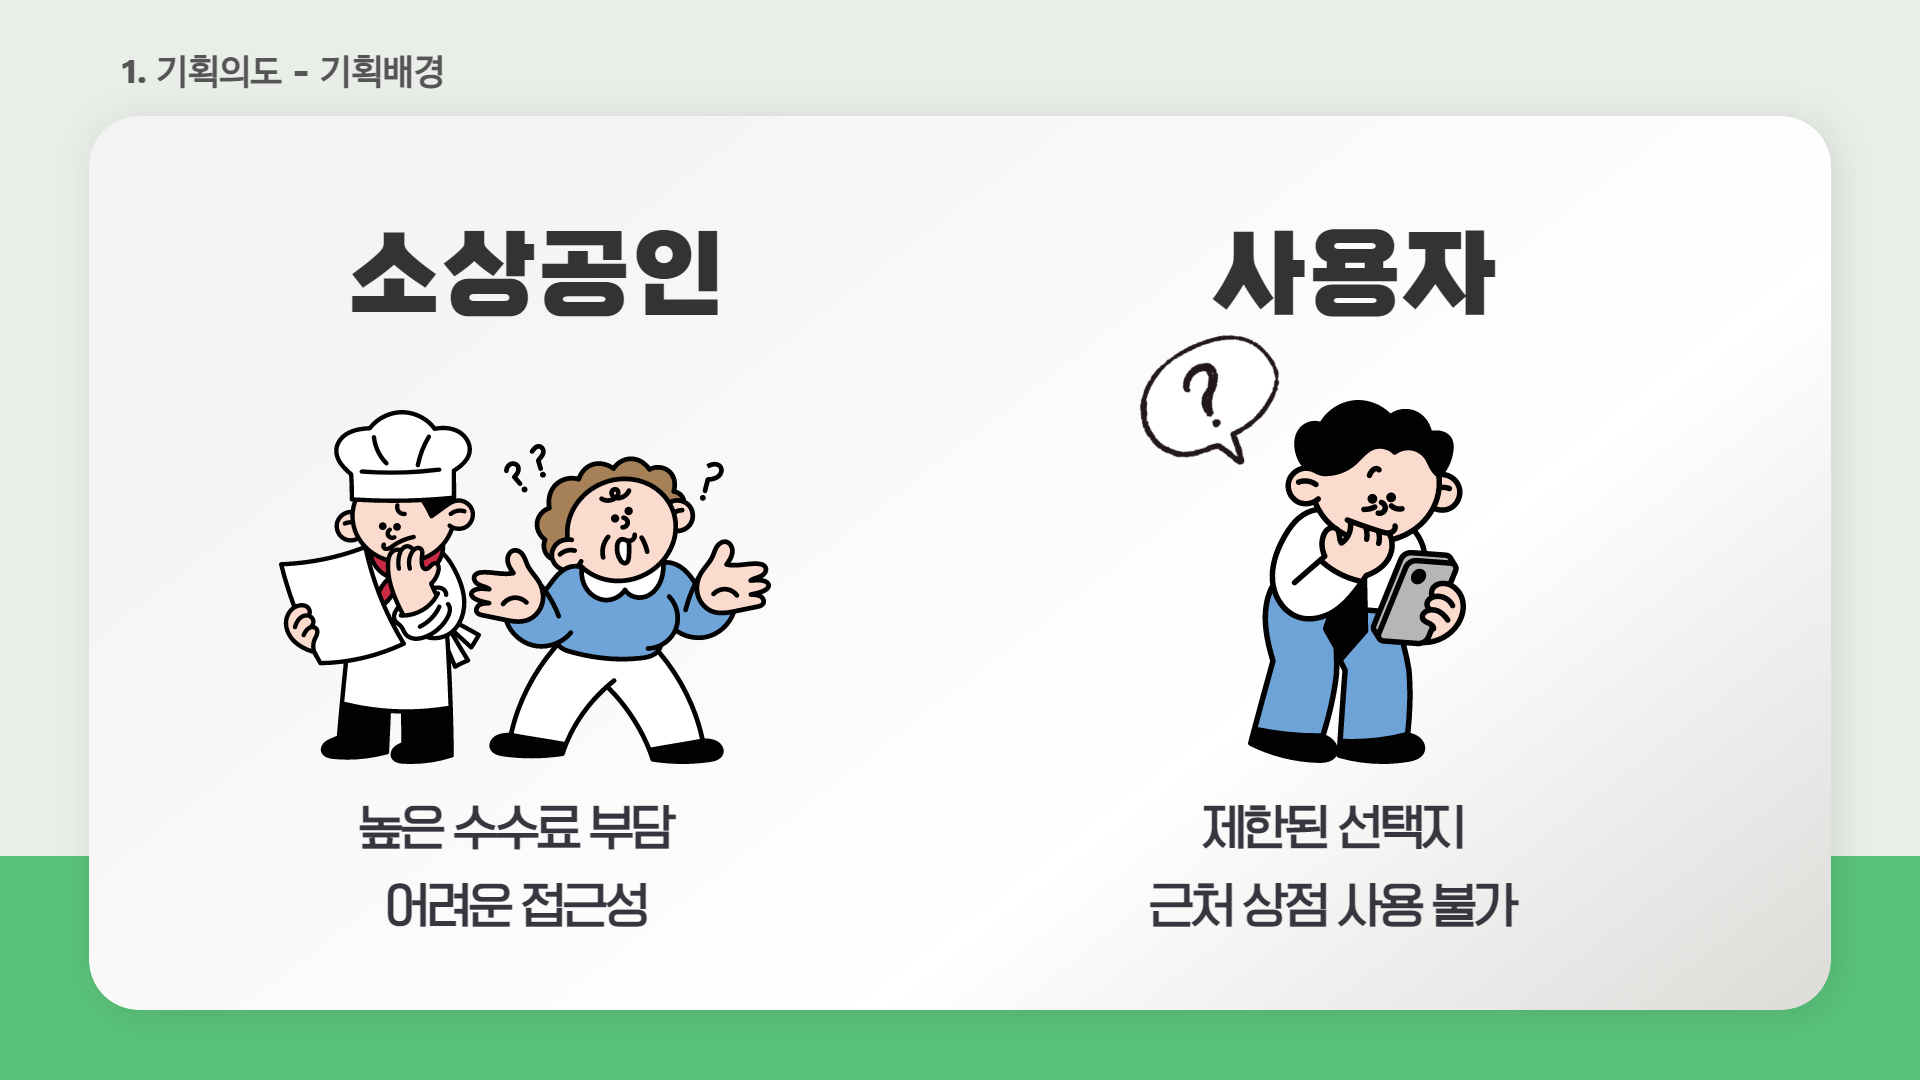 1. 기획의도 - 기획배경
소상공인
사용자
? ? ?
?
높은 수수료 부담
어려운 접근성
제한된 선택지
근처 상점 사용 불가